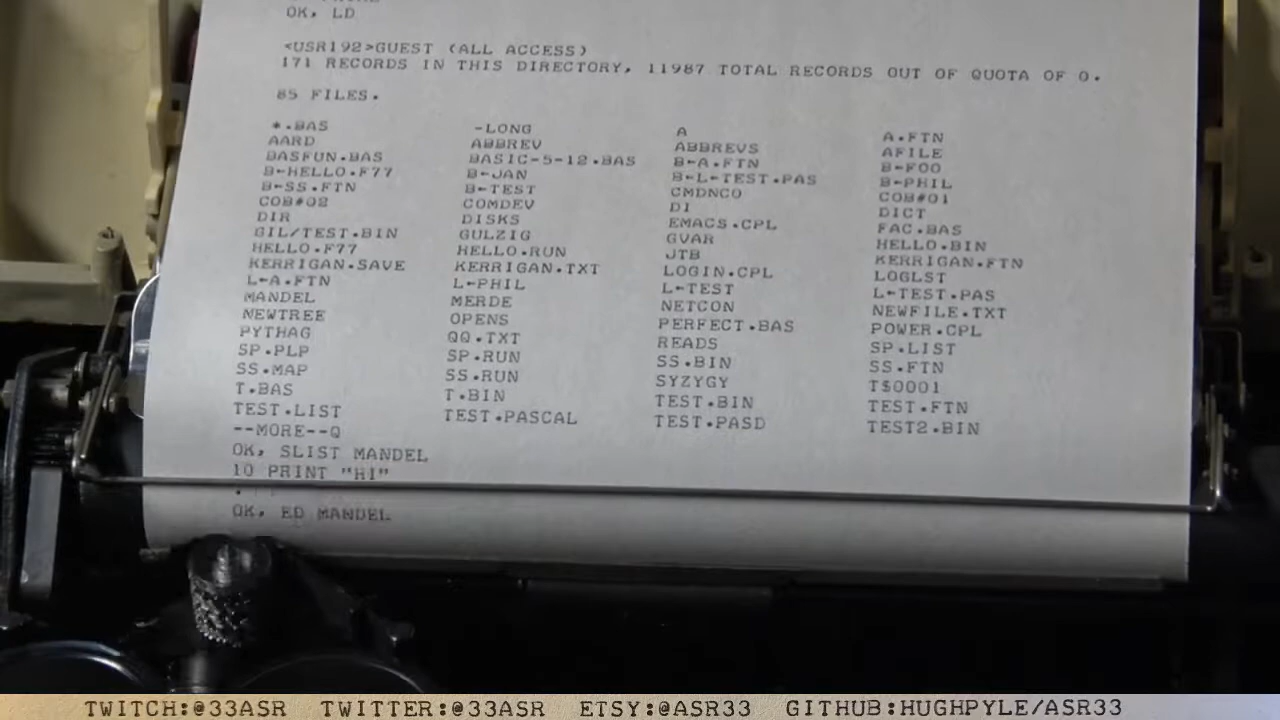 OK, LD
<USR192>GUEST (ALL ACCESS)
171 RECORDS IN THIS DIRECTORY, 11987 TOTAL RECORDS OUT OF QUOTA OF 0.
85 FILES.
*.BAS -LONG A A.FTN
AARD ABBREV ABBREVS AFILE
BASFUN.BAS BASIC-5-12.BAS B←A.FTN B←FOO
B←HELLO.F77 B←JAN B←L←TEST.PAS B←PHIL
B←SS.FTN B←TEST CMDNCO COB#01
COB#02 COMDEV D1 DICT
DIR DISKS EMACS.CPL FAC.BAS
GIL/TEST.BIN GULZIG GVAR HELLO.BIN
HELLO.F77 HELLO.RUN JTB KERRIGAN.FTN
KERRIGAN.SAVE KERRIGAN.TXT LOGIN.CPL LOGLST
L←A.FTN L←PHIL L←TEST L←TEST.PAS
MANDEL MERDE NETCON NEWFILE.TXT
NEWTREE OPENS PERFECT.BAS POWER.CPL
PYTHAG QQ.TXT READS SP.LIST
SP.PLP SP.RUN SS.BIN SS.FTN
SS.MAP SS.RUN SYZYGY T$0001
T.BAS T.BIN TEST.BIN TEST.FTN
TEST.LIST TEST.PASCAL TEST.PASD TEST2.BIN
--MORE--Q
OK, SLIST MANDEL
10 PRINT "HI"
OK, ED MANDEL
TWITCH:@33ASR TWITTER:@33ASR ETSY:@ASR33 GITHUB:HUGHPYLE/ASR33